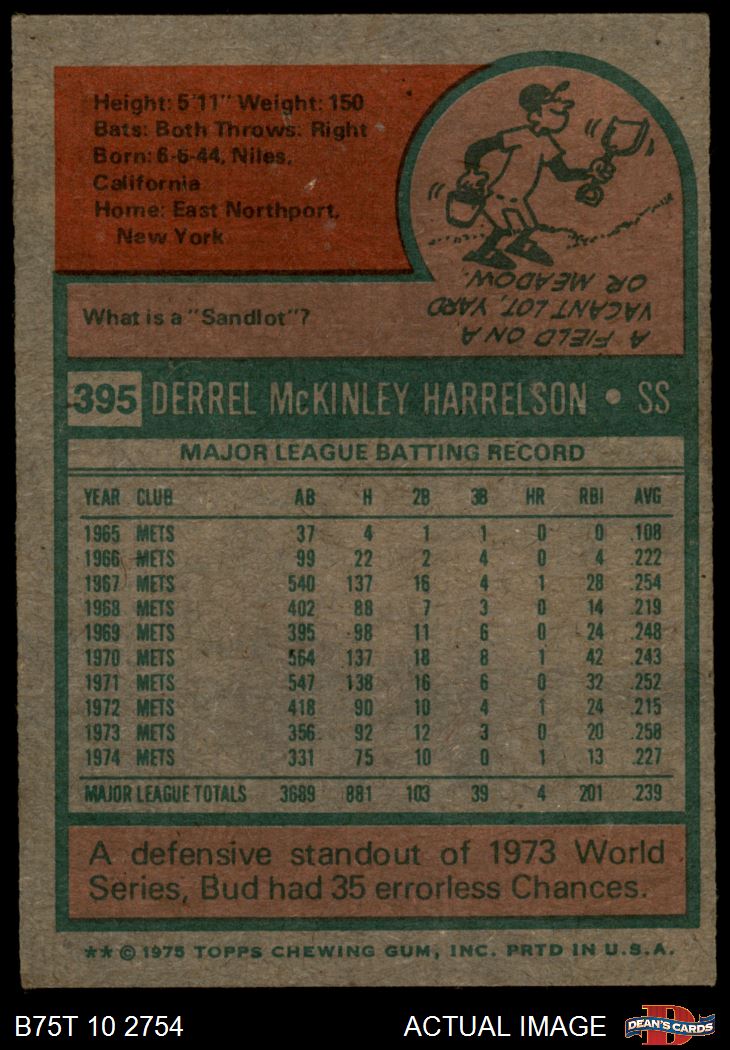 Height: 5'11" Weight: 150
Bats: Both Throws: Right
Born: 6-6-44, Niles,
California
Home: East Northport,
New York
What is a "Sandlot"?
A FIELD ON A
VACANT LOT, YARD
OR MEADOW.
395 DERREL McKINLEY HARRELSON • SS
MAJOR LEAGUE BATTING RECORD
YEAR CLUB AB H 2B 3B HR RBI AVG
1965 METS 37 4 1 1 0 0 .108
1966 METS 99 22 2 4 0 4 .222
1967 METS 540 137 16 4 1 28 .254
1968 METS 402 88 7 3 0 14 .219
1969 METS 395 98 11 6 0 24 .248
1970 METS 564 137 18 8 1 42 .243
1971 METS 547 138 16 6 0 32 .252
1972 METS 418 90 10 4 1 24 .215
1973 METS 356 92 12 3 0 20 .258
1974 METS 331 75 10 0 1 13 .227
MAJOR LEAGUE TOTALS 3689 881 103 39 4 201 .239
A defensive standout of 1973 World
Series, Bud had 35 errorless Chances.
** © 1975 TOPPS CHEWING GUM, INC. PRTD IN U.S.A.
B75T 10 2754 ACTUAL IMAGE
D
DEAN'S CARDS